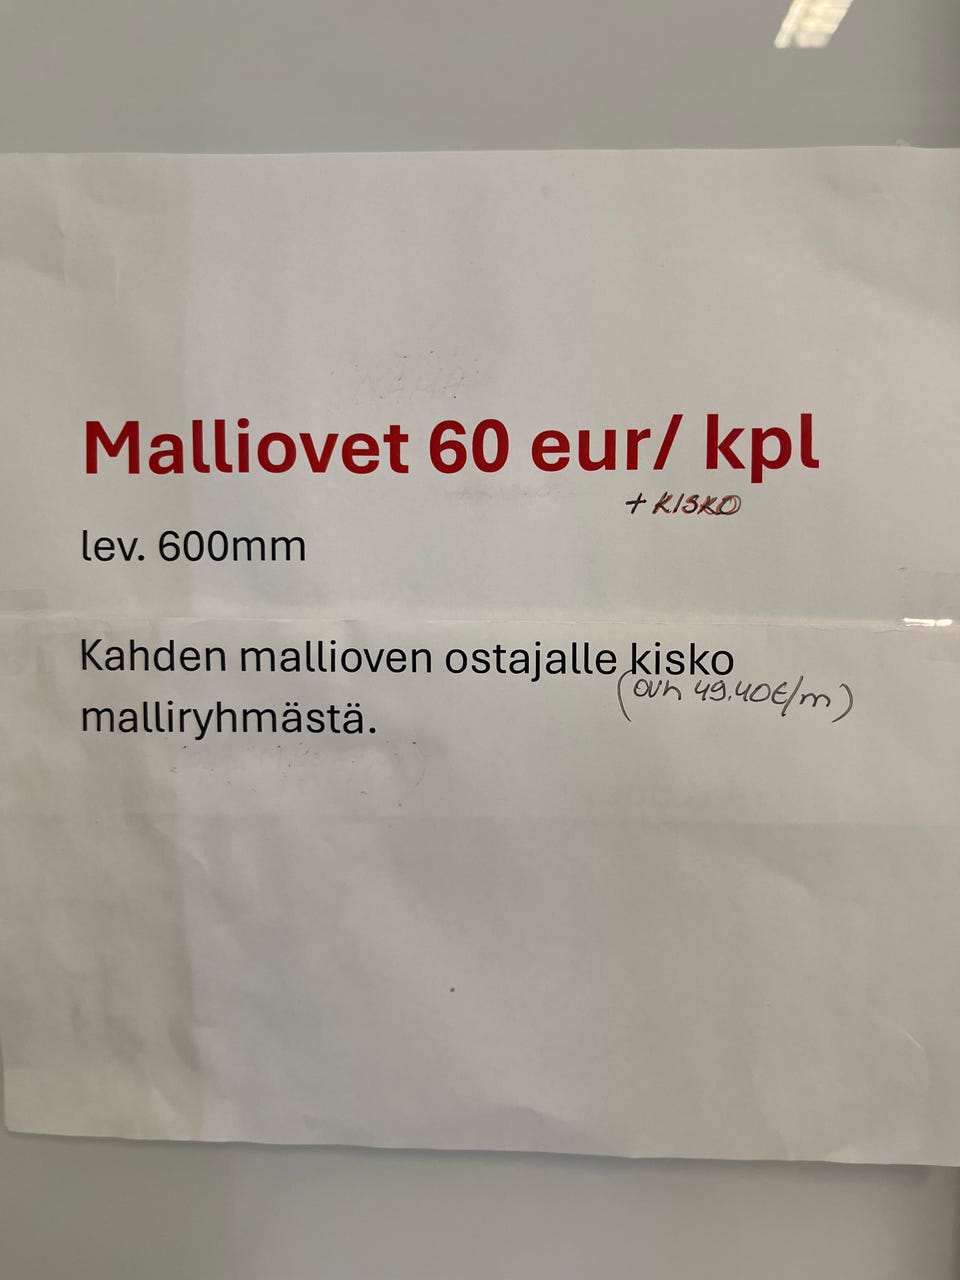 Malliovet 60 eur/ kpl
+ KISKO
lev. 600mm
Kahden mallioven ostajalle kisko
(ovh 49.40€/m)
malliryhmästä.